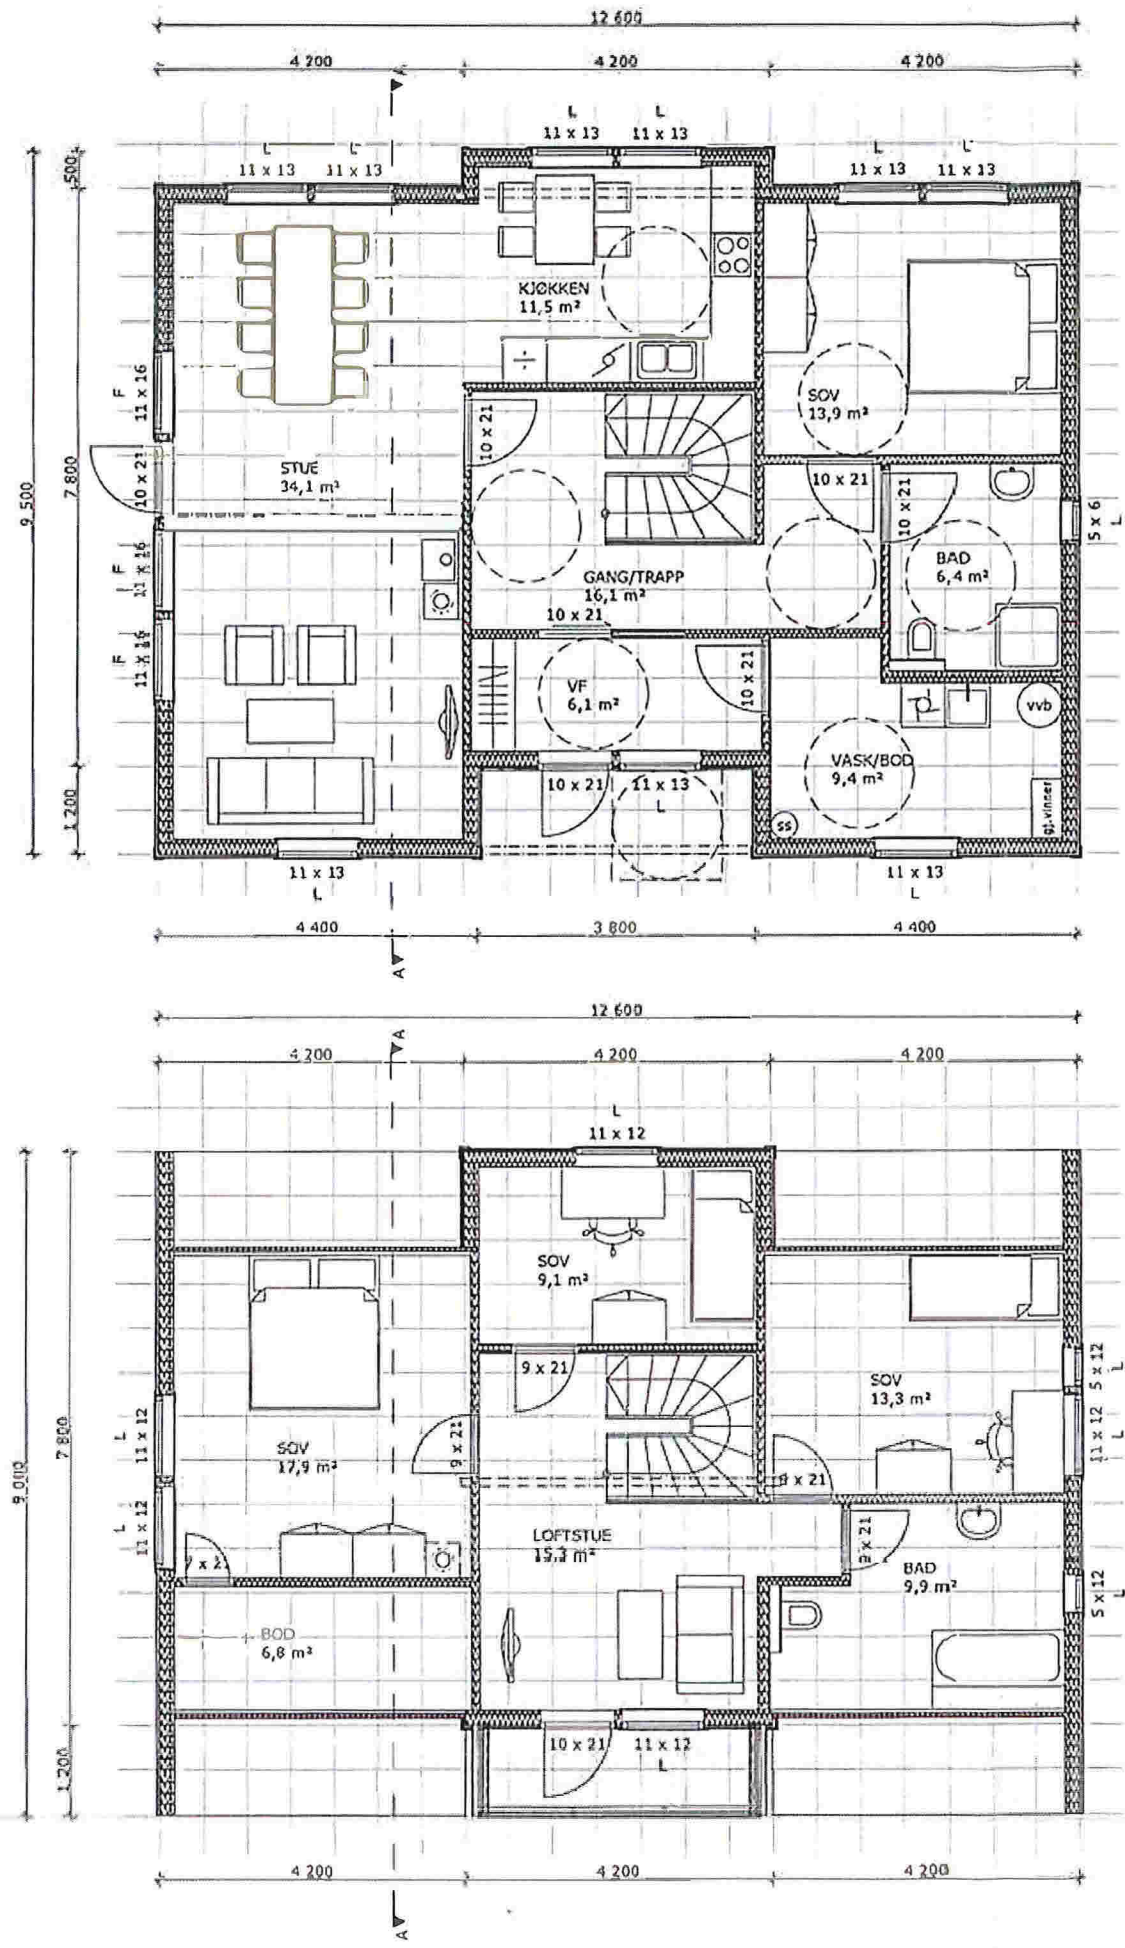 12 600
4 200
4 200
4 200
A
L
L
11 x 13
11 x 13
L
L
11 x 13
11 x 13
L
L
11 x 13
11 x 13
500
7 800
9 500
1 200
KJØKKEN
11,5 m²
SOV
13,9 m²
F
11 x 16
10 x 21
F
11 x 16
F
11 x 16
STUE
34,1 m²
10 x 21
10 x 21
10 x 21
5 x 6
L
BAD
6,4 m²
GANG/TRAPP
16,1 m²
10 x 21
VF
6,1 m²
10 x 21
vvb
VASK/BOD
9,4 m²
10 x 21
11 x 13
L
ss
gj.vinner
11 x 13
L
11 x 13
L
4 400
3 800
4 400
A
12 600
4 200
4 200
4 200
A
L
11 x 12
SOV
9,1 m²
9 x 21
SOV
13,3 m²
5 x 12
L
11 x 12
L
9 000
7 800
1 200
L
11 x 12
L
11 x 12
SOV
17,9 m²
9 x 21
9 x 21
7 x 21
LOFTSTUE
15,3 m²
9 x 21
BAD
9,9 m²
5 x 12
L
BOD
6,8 m²
10 x 21
11 x 12
L
4 200
4 200
4 200
A